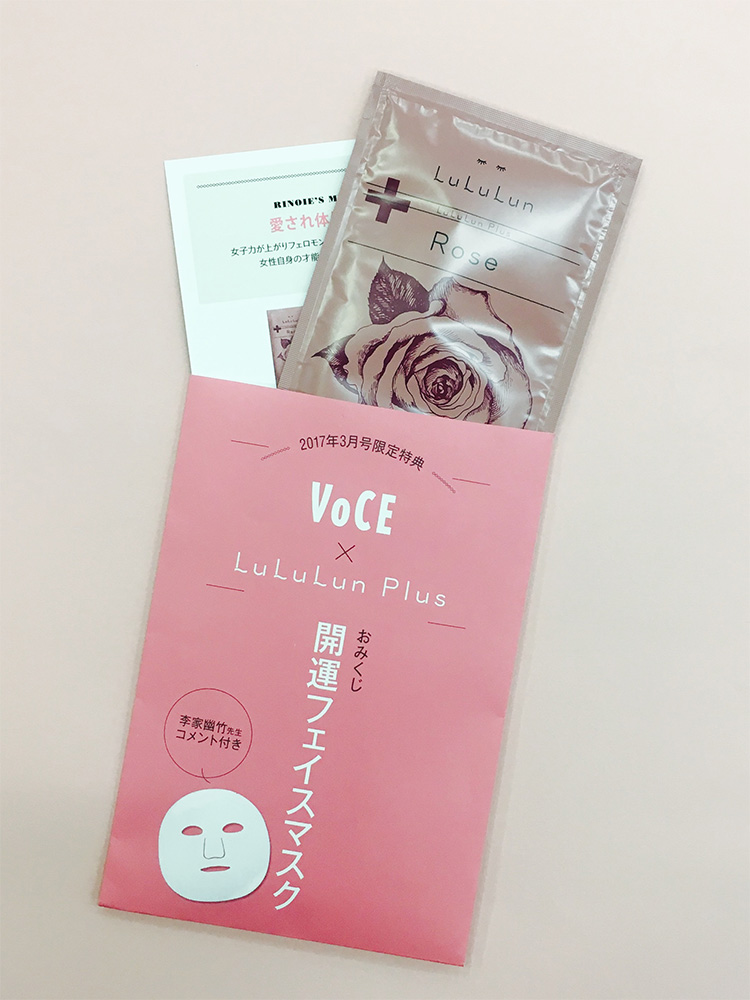 RINOIE'S M
愛され体
女子力が上がりフェロモン
女性自身の才能
LuLuLun
LuLuLun Plus
Rose
2017年3月号限定特典
VoCE
×
LuLuLun Plus
おみくじ
開運フェイスマスク
李家幽竹先生
コメント付き